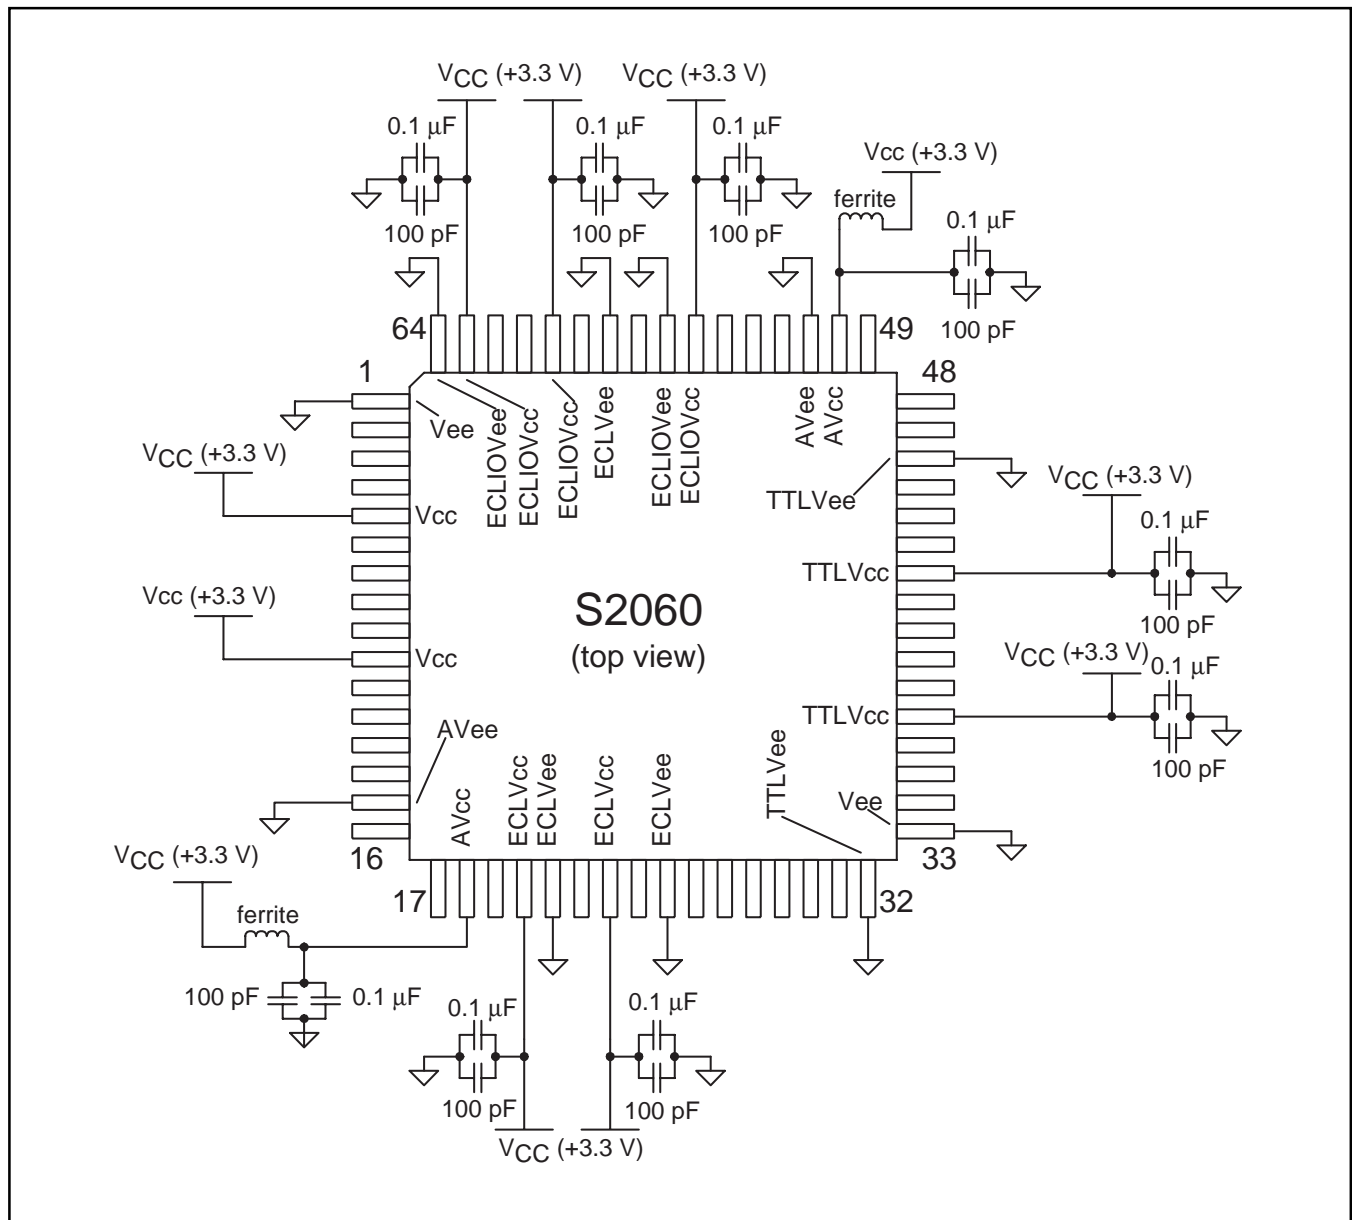 VCC (+3.3 V)
VCC (+3.3 V)
0.1 µF
0.1 µF
0.1 µF
100 pF
100 pF
100 pF
Vcc (+3.3 V)
ferrite
0.1 µF
100 pF
64
49
1
48
Vee
ECLIOVee
ECLIOVcc
ECLIOVcc
ECLVee
ECLIOVee
ECLIOVcc
AVee
AVcc
VCC (+3.3 V)
Vcc
TTLVee
VCC (+3.3 V)
0.1 µF
TTLVcc
100 pF
Vcc (+3.3 V)
Vcc
S2060
(top view)
VCC (+3.3 V)
0.1 µF
TTLVcc
100 pF
AVee
AVcc
ECLVcc
ECLVee
ECLVcc
ECLVee
TTLVee
Vee
16
33
17
32
VCC (+3.3 V)
ferrite
100 pF
0.1 µF
0.1 µF
0.1 µF
100 pF
100 pF
VCC (+3.3 V)